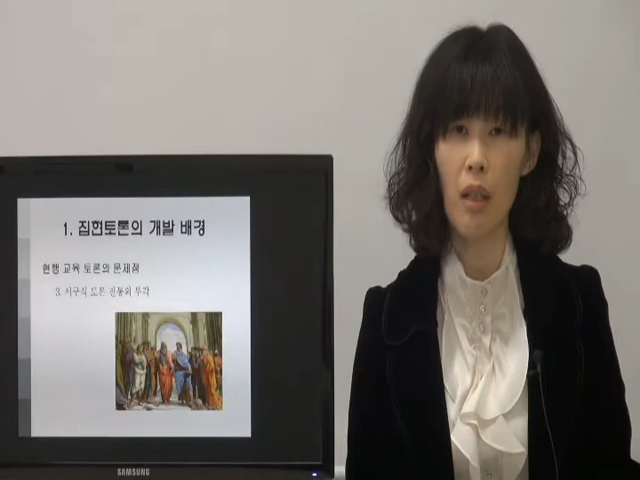 1. 집현토론의 개발 배경
현행 교육 토론의 문제점
3. 서구식 토론 전통의 부각
SAMSUNG